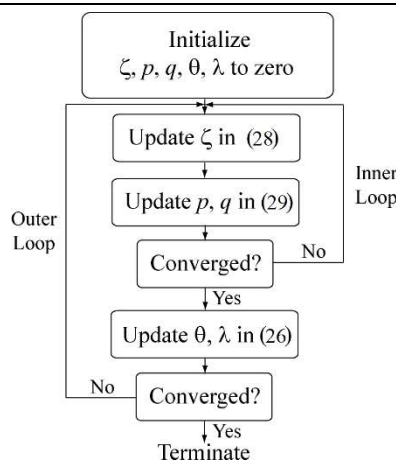 Initialize
ζ, p, q, θ, λ to zero
Update ζ in (28)
Inner
Loop
Update p, q in (29)
Outer
Loop
Converged?
No
Yes
Update θ, λ in (26)
No
Converged?
Yes
Terminate